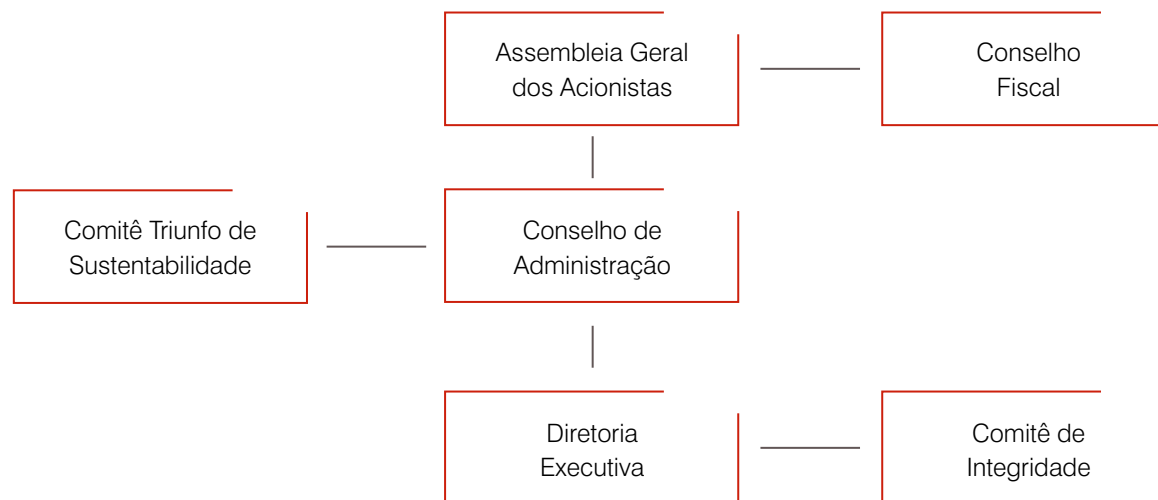 Assembleia Geral
dos Acionistas
Conselho
Fiscal
Comitê Triunfo de
Sustentabilidade
Conselho de
Administração
Diretoria
Executiva
Comitê de
Integridade